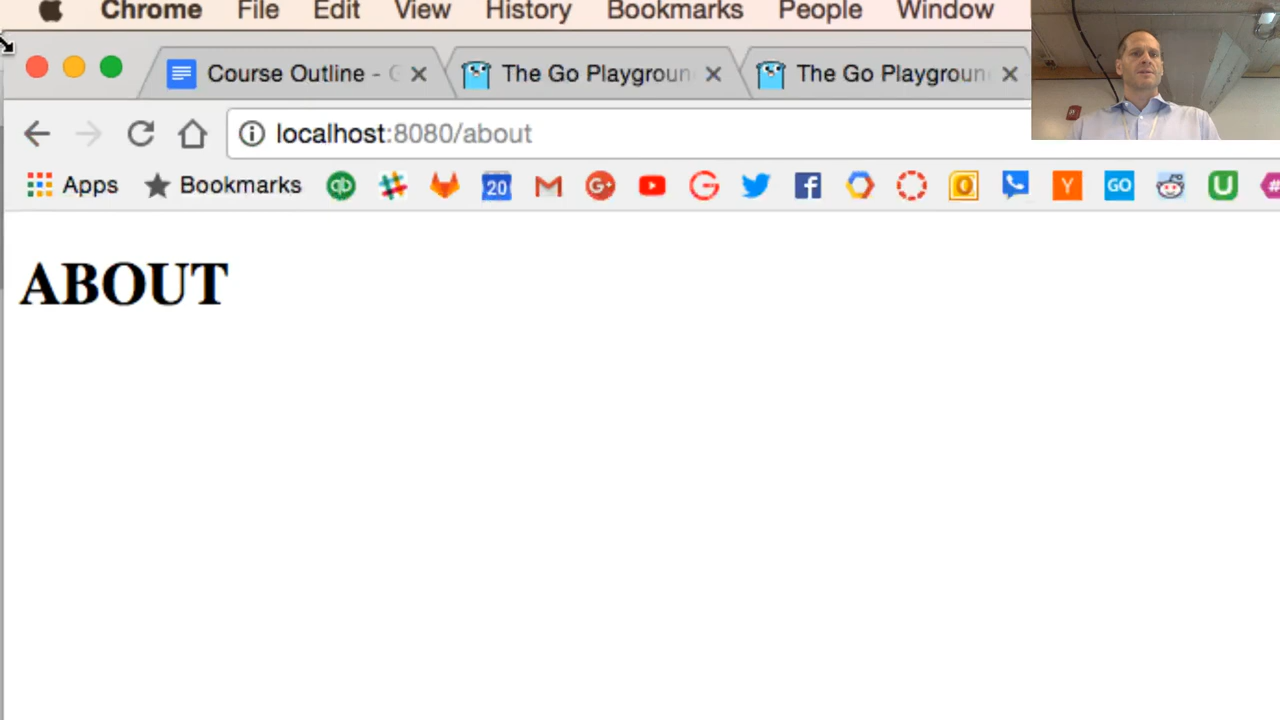 Chrome File Edit View History Bookmarks People Window
Course Outline - The Go Playgroun The Go Playgroun
localhost:8080/about
Apps Bookmarks qb 20 G+ G Y GO U #
ABOUT